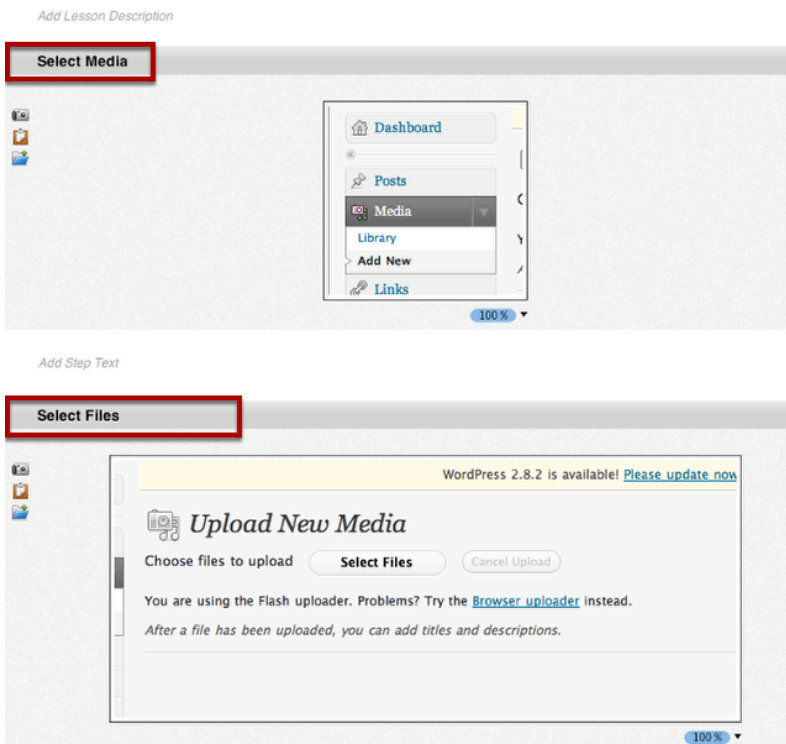 Add Lesson Description
Select Media
Dashboard
Posts
Media
Library
Add New
Links
100%
Add Step Text
Select Files
WordPress 2.8.2 is available! Please update now
Upload New Media
Choose files to upload Select Files Cancel Upload
You are using the Flash uploader. Problems? Try the Browser uploader instead.
After a file has been uploaded, you can add titles and descriptions.
100%